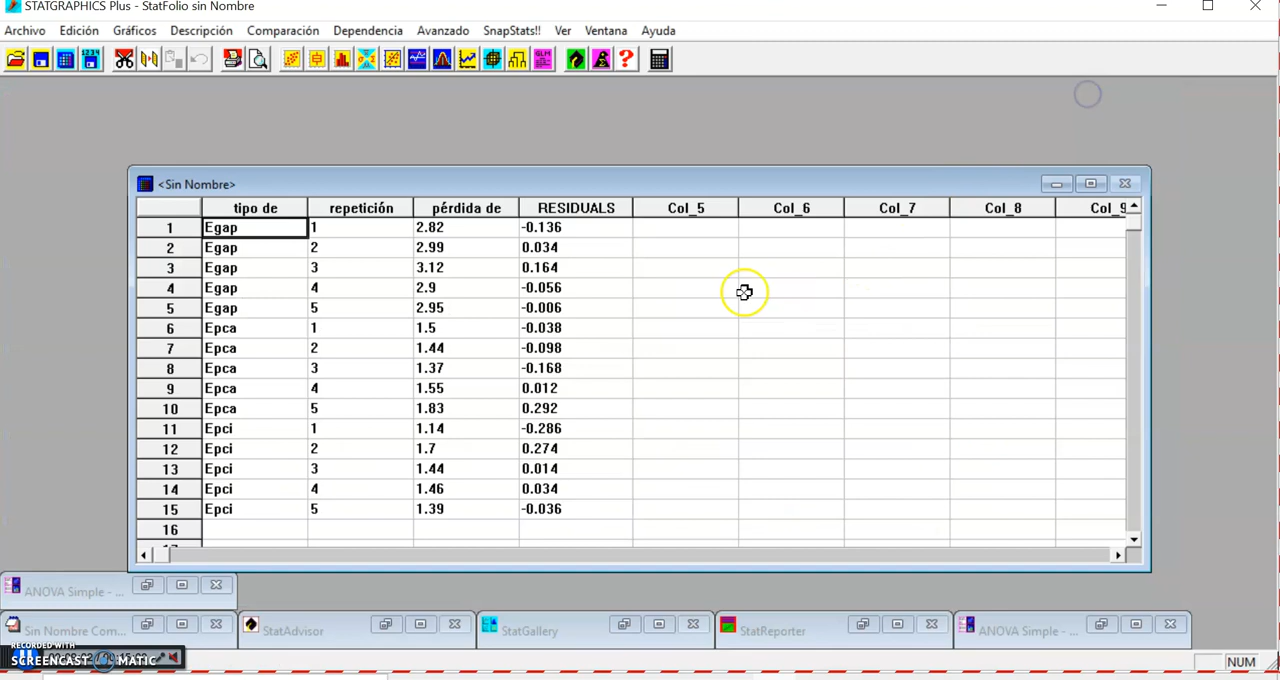 STATGRAPHICS Plus - StatFolio sin Nombre
Archivo Edición Gráficos Descripción Comparación Dependencia Avanzado SnapStats!! Ver Ventana Ayuda
1234
GLM
<Sin Nombre>
tipo de repetición pérdida de RESIDUALS Col_5 Col_6 Col_7 Col_8 Col_9
1 Egap 1 2.82 -0.136
2 Egap 2 2.99 0.034
3 Egap 3 3.12 0.164
4 Egap 4 2.9 -0.056
5 Egap 5 2.95 -0.006
6 Epca 1 1.5 -0.038
7 Epca 2 1.44 -0.098
8 Epca 3 1.37 -0.168
9 Epca 4 1.55 0.012
10 Epca 5 1.83 0.292
11 Epci 1 1.14 -0.286
12 Epci 2 1.7 0.274
13 Epci 3 1.44 0.014
14 Epci 4 1.46 0.034
15 Epci 5 1.39 -0.036
16
ANOVA Simple - ...
Sin Nombre Com... StatAdvisor StatGallery StatReporter ANOVA Simple - ...
RECORDED WITH
SCREENCAST MATIC
NUM